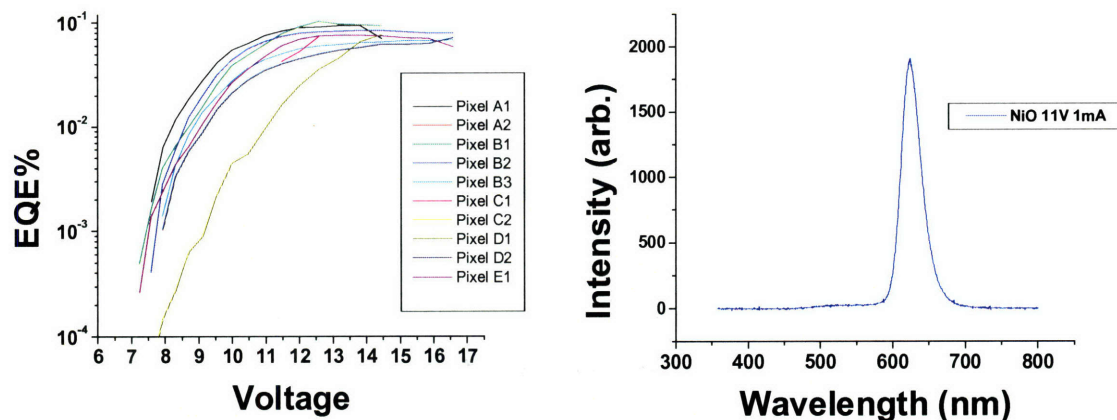 EQE%
10⁻¹
10⁻²
10⁻³
10⁻⁴
6 7 8 9 10 11 12 13 14 15 16 17
Voltage
Pixel A1
Pixel A2
Pixel B1
Pixel B2
Pixel B3
Pixel C1
Pixel C2
Pixel D1
Pixel D2
Pixel E1
Intensity (arb.)
2000
1500
1000
500
0
300 400 500 600 700 800
Wavelength (nm)
NiO 11V 1mA